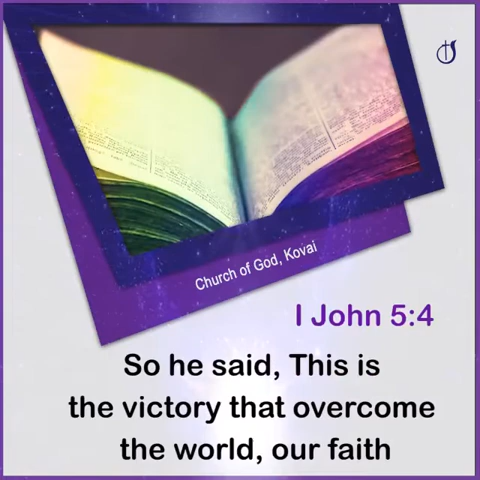 Church of God, Kovai
I John 5:4
So he said, This is
the victory that overcome
the world, our faith